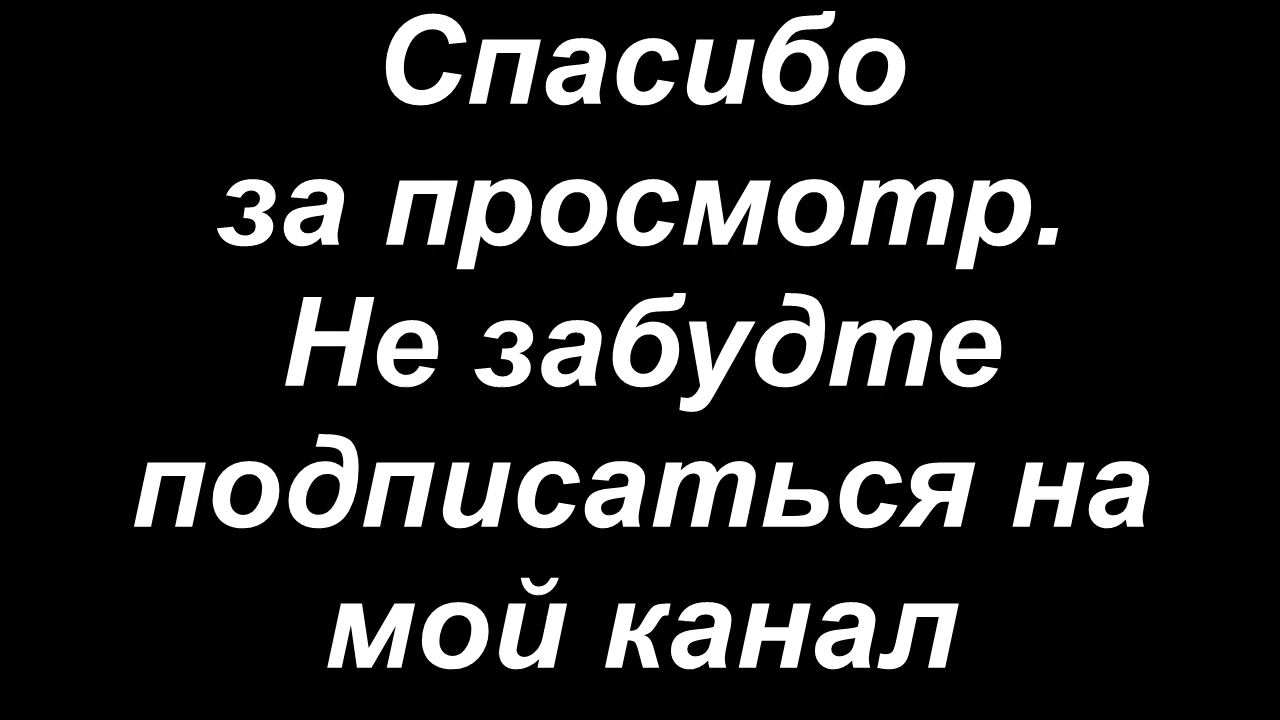 Спасибо
за просмотр.
Не забудте
подписаться на
мой канал